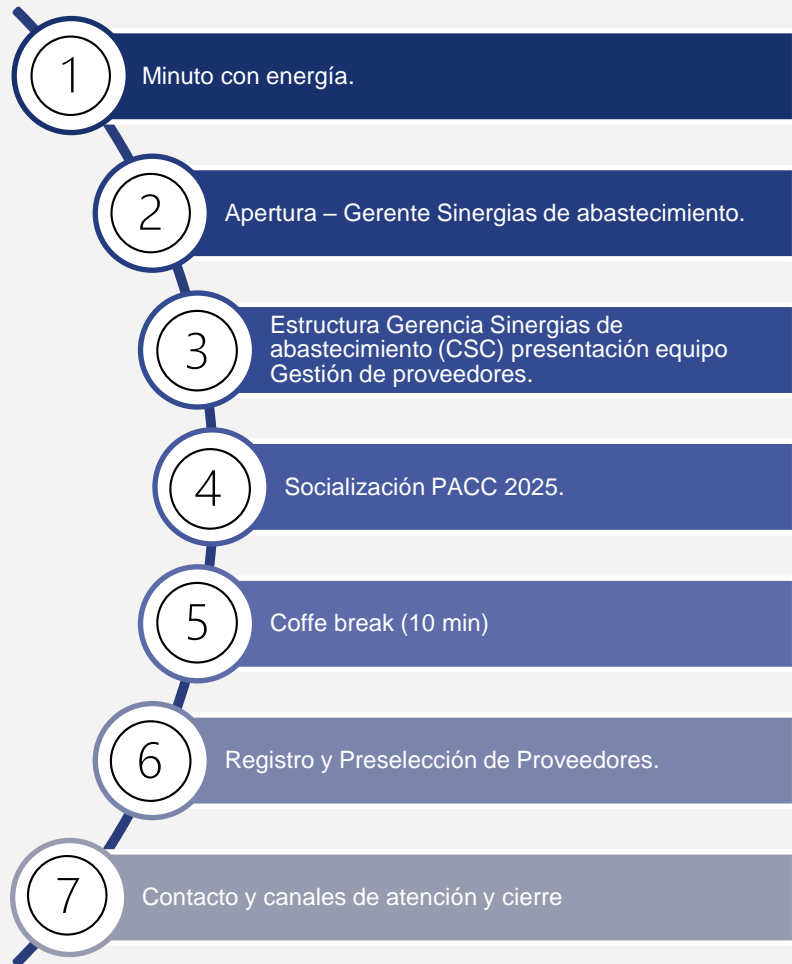 1
Minuto con energía.
2
Apertura – Gerente Sinergias de abastecimiento.
3
Estructura Gerencia Sinergias de
abastecimiento (CSC) presentación equipo
Gestión de proveedores.
4
Socialización PACC 2025.
5
Coffe break (10 min)
6
Registro y Preselección de Proveedores.
7
Contacto y canales de atención y cierre